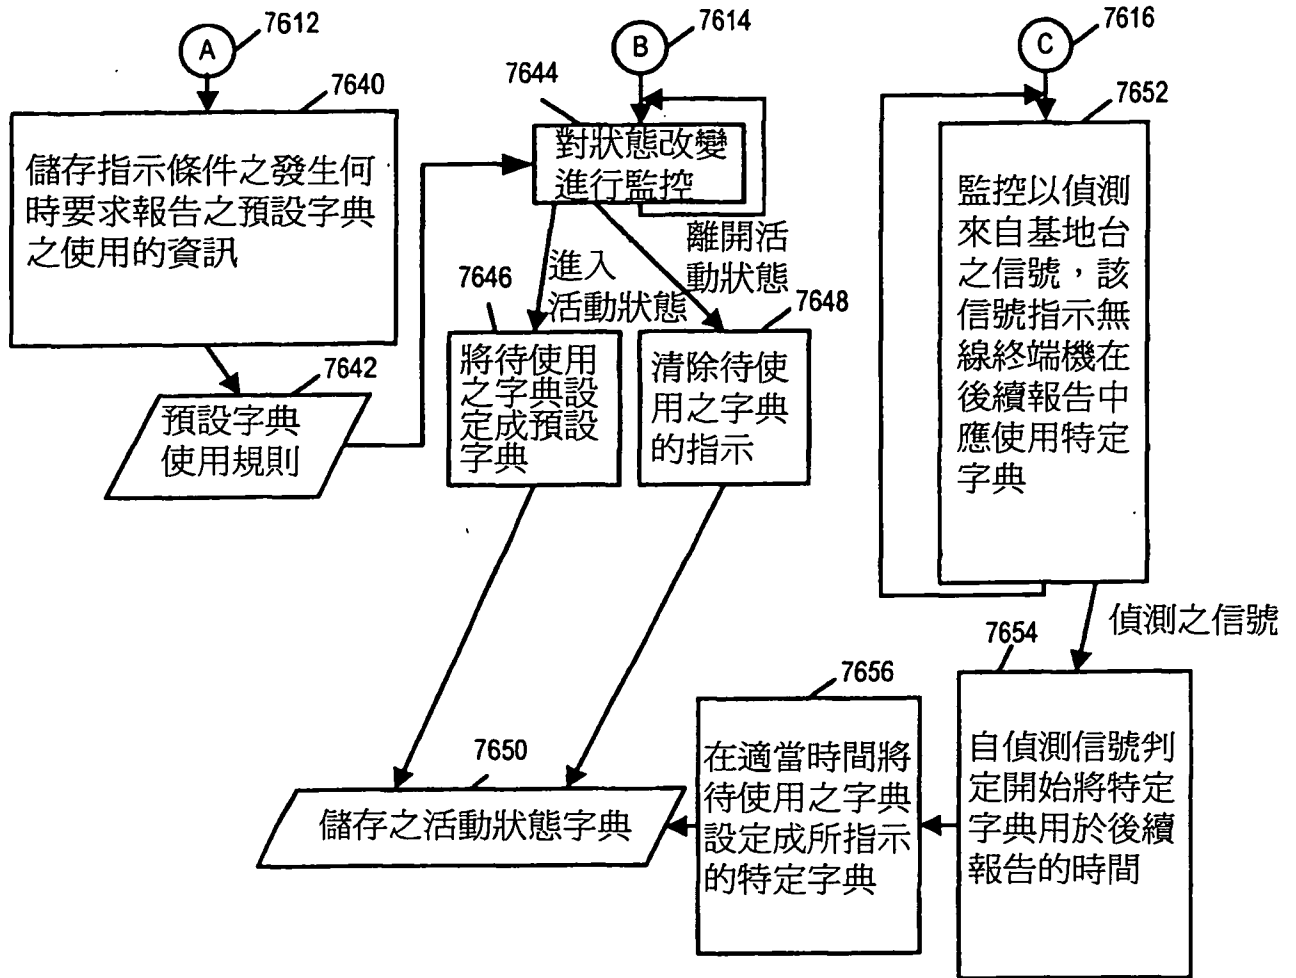 A
7612
B
7614
C
7616
7640
儲存指示條件之發生何
時要求報告之預設字典
之使用的資訊
7642
預設字典
使用規則
7644
對狀態改變
進行監控
進入
活動狀態
離開活
動狀態
7646
將待使用
之字典設
定成預設
字典
7648
清除待使
用之字典
的指示
7650
儲存之活動狀態字典
7652
監控以偵測
來自基地台
之信號，該
信號指示無
線終端機在
後續報告中
應使用特定
字典
偵測之信號
7654
自偵測信號判
定開始將特定
字典用於後續
報告的時間
7656
在適當時間將
待使用之字典
設定成所指示
的特定字典